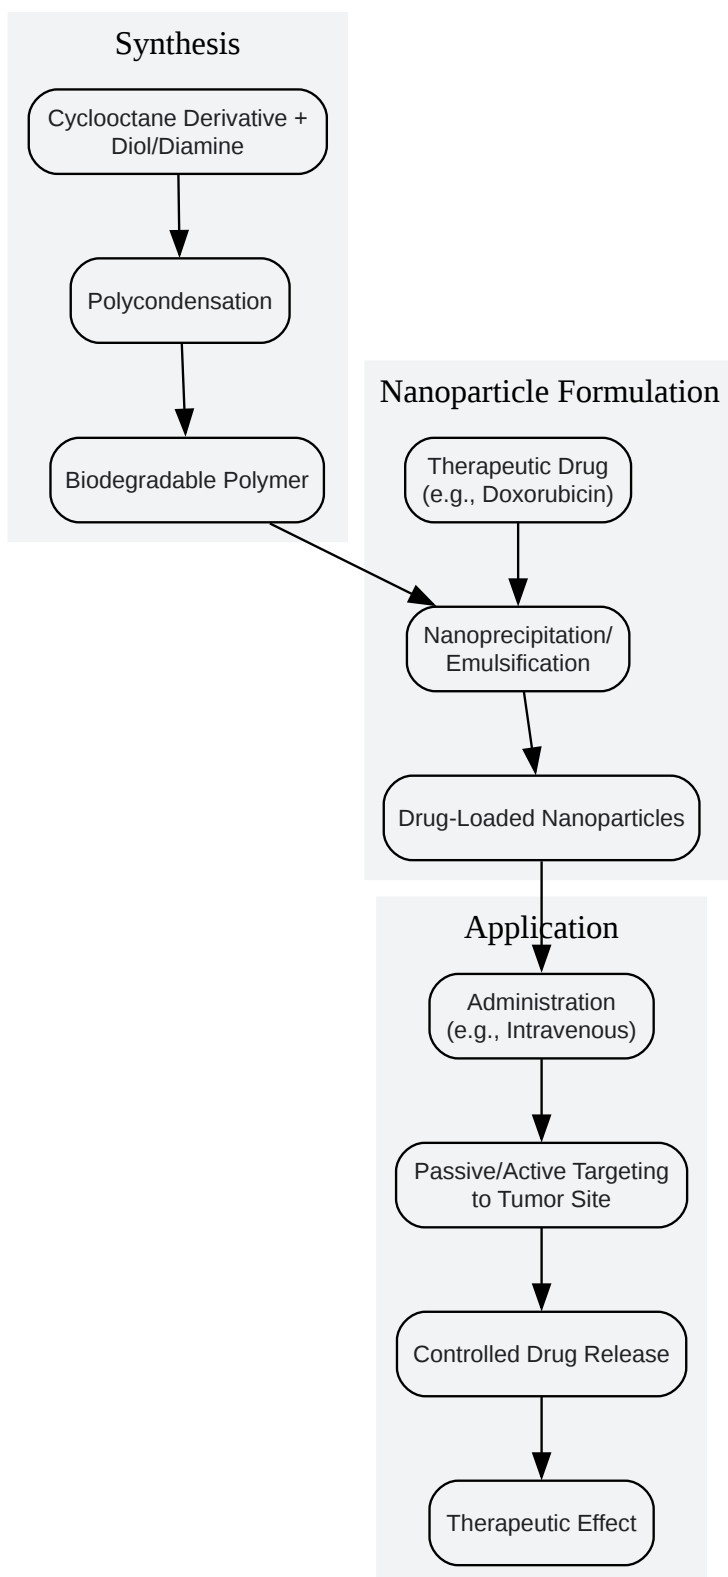 Synthesis
Cyclooctane Derivative +
Diol/Diamine
Polycondensation
Biodegradable Polymer
Nanoparticle Formulation
Therapeutic Drug
(e.g., Doxorubicin)
Nanoprecipitation/
Emulsification
Drug-Loaded Nanoparticles
Application
Administration
(e.g., Intravenous)
Passive/Active Targeting
to Tumor Site
Controlled Drug Release
Therapeutic Effect